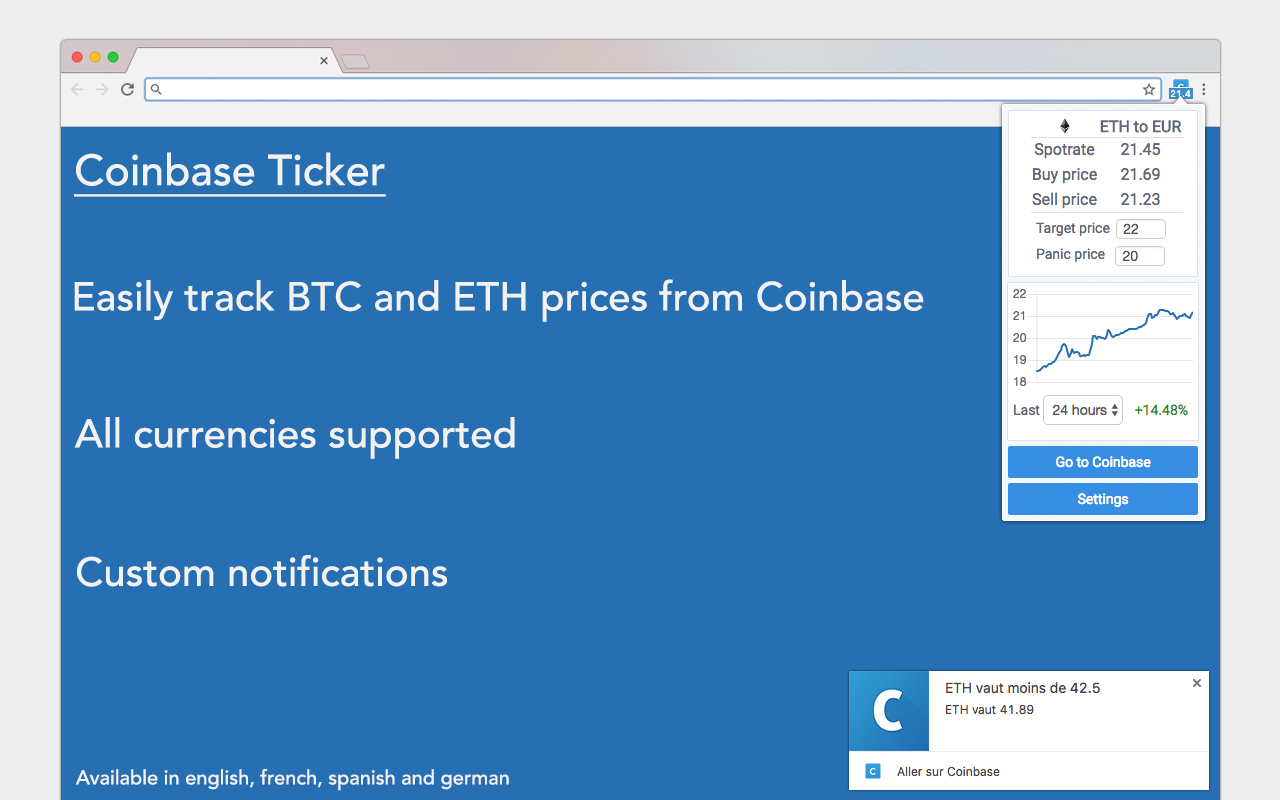 21.4
Coinbase Ticker
Easily track BTC and ETH prices from Coinbase
All currencies supported
Custom notifications
Available in english, french, spanish and german
ETH to EUR
Spotrate 21.45
Buy price 21.69
Sell price 21.23
Target price 22
Panic price 20
22
21
20
19
18
Last 24 hours +14.48%
Go to Coinbase
Settings
C
ETH vaut moins de 42.5
ETH vaut 41.89
C Aller sur Coinbase